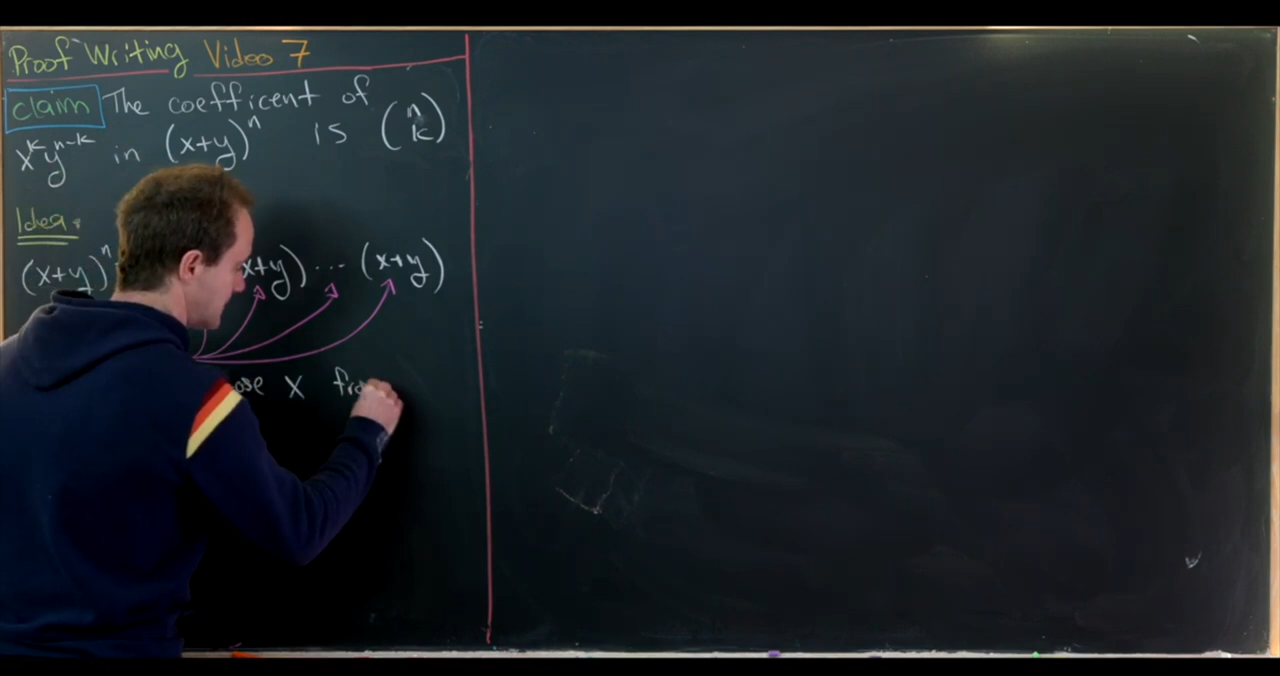 Proof Writing Video 7
claim The coefficent of
x^k y^{n-k} in (x+y)^n is (n k)
Idea:
(x+y)^n x+y) ... (x+y)
x